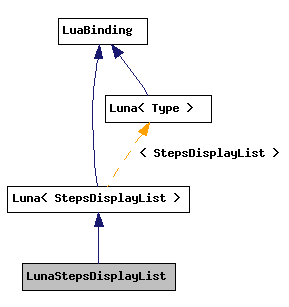 LuaBinding
Luna< Type >
< StepsDisplayList >
Luna< StepsDisplayList >
LunaStepsDisplayList